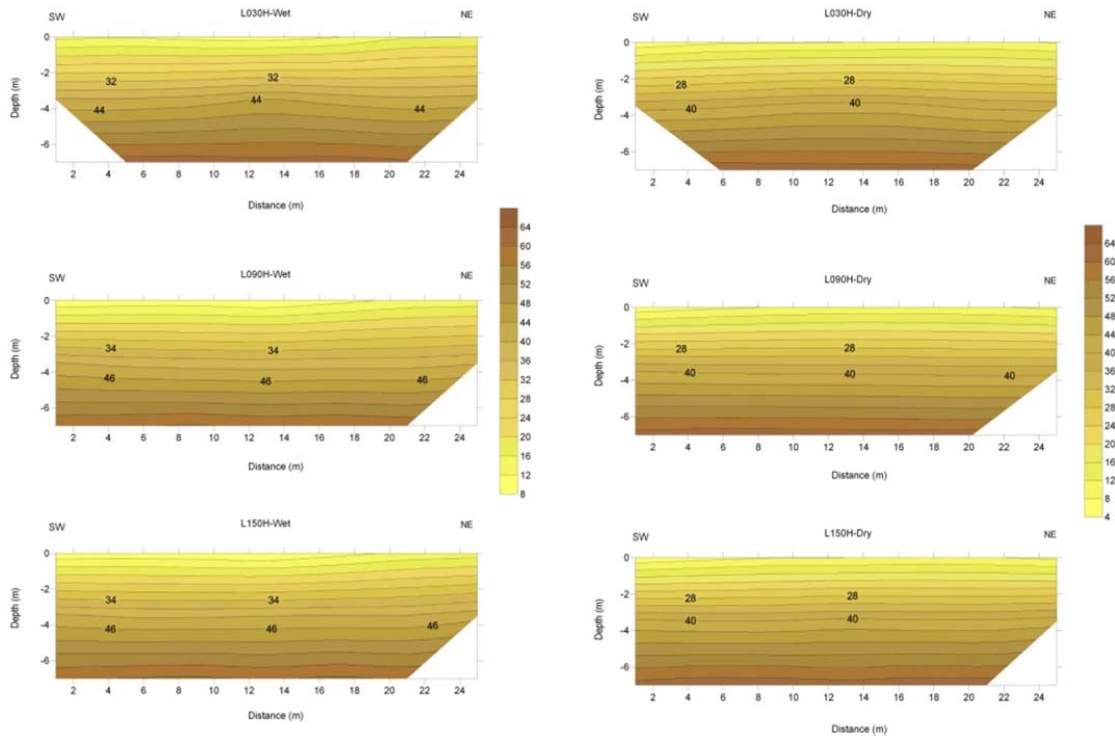 L030H-Wet
SW NE
0
-2
-4
-6
Depth (m)
32 32
44 44 44
2 4 6 8 10 12 14 16 18 20 22 24
Distance (m)
L030H-Dry
SW NE
0
-2
-4
-6
Depth (m)
28 28
40 40
2 4 6 8 10 12 14 16 18 20 22 24
Distance (m)
L090H-Wet
SW NE
0
-2
-4
-6
Depth (m)
34 34
46 46 46
2 4 6 8 10 12 14 16 18 20 22 24
Distance (m)
64
60
56
52
48
44
40
36
32
28
24
20
16
12
8
L090H-Dry
SW NE
0
-2
-4
-6
Depth (m)
28 28
40 40 40
2 4 6 8 10 12 14 16 18 20 22 24
Distance (m)
64
60
56
52
48
44
40
36
32
28
24
20
16
12
8
4
L150H-Wet
SW NE
0
-2
-4
-6
Depth (m)
34 34
46 46 46
2 4 6 8 10 12 14 16 18 20 22 24
Distance (m)
L150H-Dry
SW NE
0
-2
-4
-6
Depth (m)
28 28
40 40
2 4 6 8 10 12 14 16 18 20 22 24
Distance (m)